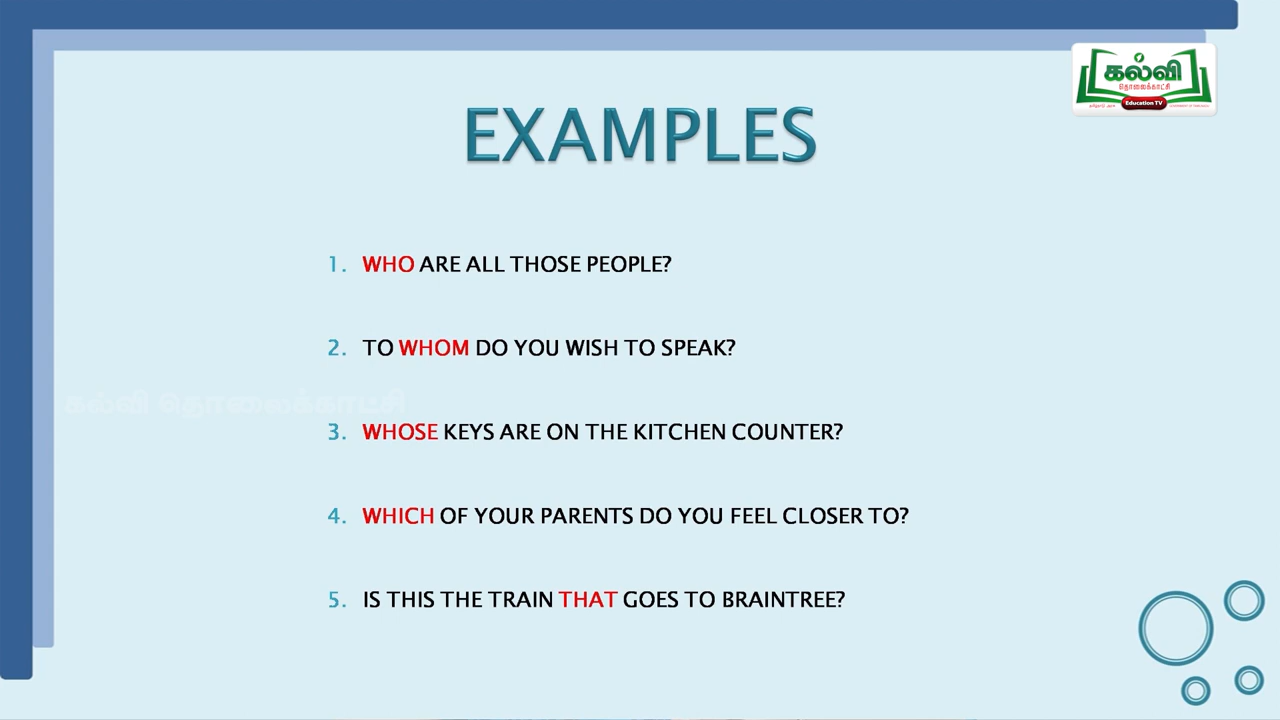 கல்வி
தொலைக்காட்சி
Education TV
EXAMPLES
1. WHO ARE ALL THOSE PEOPLE?
2. TO WHOM DO YOU WISH TO SPEAK?
கல்வி தொலைக்காட்சி
3. WHOSE KEYS ARE ON THE KITCHEN COUNTER?
4. WHICH OF YOUR PARENTS DO YOU FEEL CLOSER TO?
5. IS THIS THE TRAIN THAT GOES TO BRAINTREE?